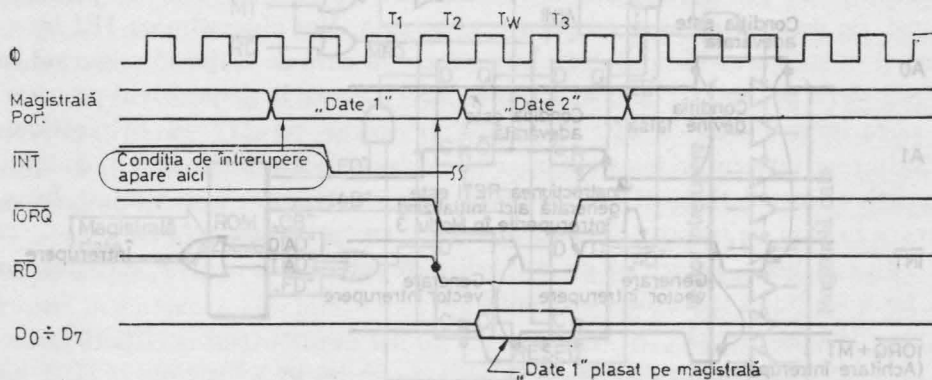 T1 T2 TW T3
Φ
Magistrală
Port.
„Date 1” „Date 2”
INT
Condiția de întrerupere
apare aici
IORQ
RD
D0 ÷ D7
„Date 1” plasat pe magistrală